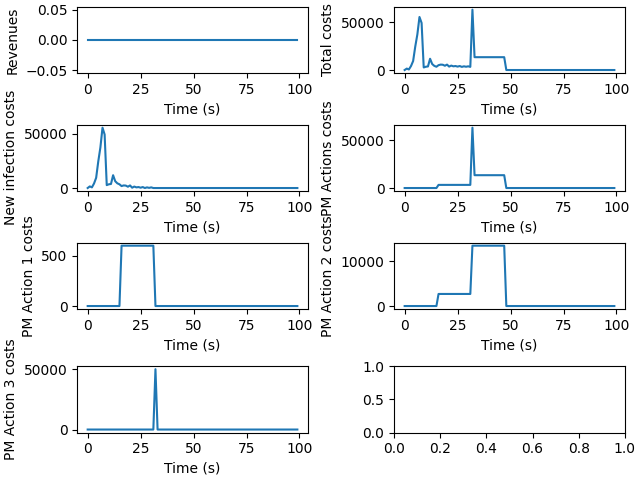 Revenues
0.05
0.00
−0.05
0 25 50 75 100
Time (s)
Total costs
50000
0
0 25 50 75 100
Time (s)
New infection costs
50000
0
0 25 50 75 100
Time (s)
PM Actions costs
50000
0
0 25 50 75 100
Time (s)
PM Action 1 costs
500
0
0 25 50 75 100
Time (s)
PM Action 2 costs
10000
0
0 25 50 75 100
Time (s)
PM Action 3 costs
50000
0
0 25 50 75 100
Time (s)
1.0
0.5
0.0
0.0 0.2 0.4 0.6 0.8 1.0